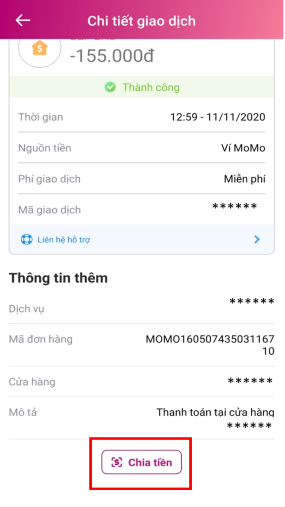 Chi tiết giao dịch
-155.000đ
Thành công
Thời gian 12:59 - 11/11/2020
Nguồn tiền Ví MoMo
Phí giao dịch Miễn phí
Mã giao dịch ******
Liên hệ hỗ trợ
Thông tin thêm
Dịch vụ ******
Mã đơn hàng MOMO160507435031167
10
Cửa hàng ******
Mô tả Thanh toán tại cửa hàng
******
Chia tiền